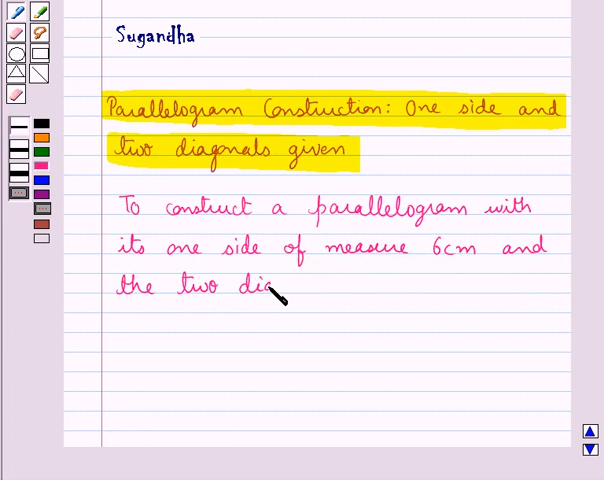 Sugandha
Parallelogram Construction: One side and
two diagonals given
To construct a parallelogram with
its one side of measure 6cm and
the two dia